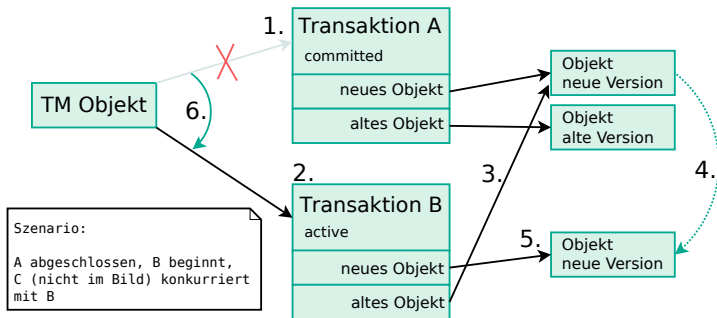 1.
Transaktion A
committed
neues Objekt
altes Objekt
TM Objekt
6.
Objekt
neue Version
Objekt
alte Version
2.
Transaktion B
active
neues Objekt
altes Objekt
3.
4.
5.
Objekt
neue Version
Szenario:
A abgeschlossen, B beginnt,
C (nicht im Bild) konkurriert
mit B